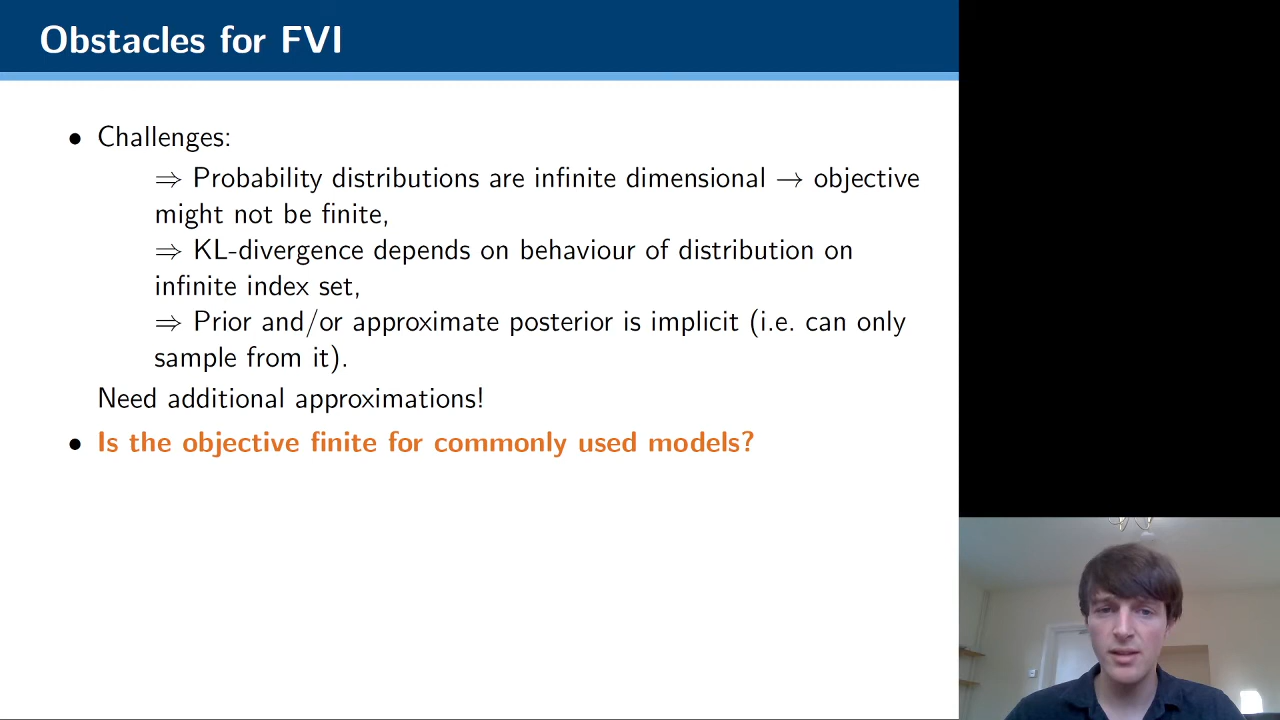 Obstacles for FVI
• Challenges:
⇒ Probability distributions are infinite dimensional → objective
might not be finite,
⇒ KL-divergence depends on behaviour of distribution on
infinite index set,
⇒ Prior and/or approximate posterior is implicit (i.e. can only
sample from it).
Need additional approximations!
• Is the objective finite for commonly used models?